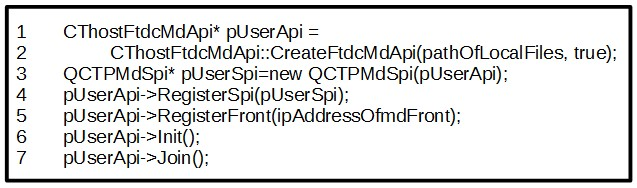 1 CThostFtdcMdApi* pUserApi =
2 CThostFtdcMdApi::CreateFtdcMdApi(pathOfLocalFiles, true);
3 QCTPMdSpi* pUserSpi=new QCTPMdSpi(pUserApi);
4 pUserApi->RegisterSpi(pUserSpi);
5 pUserApi->RegisterFront(ipAddressOfmdFront);
6 pUserApi->Init();
7 pUserApi->Join();